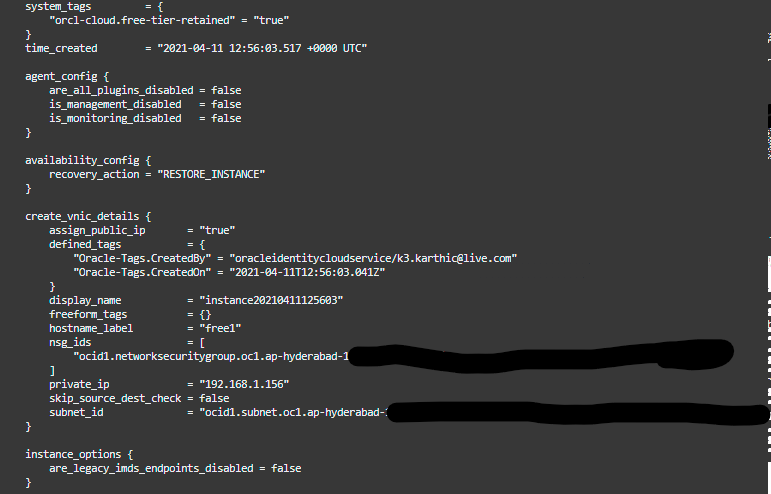 system_tags = {
"orcl-cloud.free-tier-retained" = "true"
}
time_created = "2021-04-11 12:56:03.517 +0000 UTC"
agent_config {
are_all_plugins_disabled = false
is_management_disabled = false
is_monitoring_disabled = false
}
availability_config {
recovery_action = "RESTORE_INSTANCE"
}
create_vnic_details {
assign_public_ip = "true"
defined_tags = {
"Oracle-Tags.CreatedBy" = "oracleidentitycloudservice/k3.karthic@live.com"
"Oracle-Tags.CreatedOn" = "2021-04-11T12:56:03.041Z"
}
display_name = "instance20210411125603"
freeform_tags = {}
hostname_label = "free1"
nsg_ids = [
"ocid1.networksecuritygroup.oc1.ap-hyderabad-1
]
private_ip = "192.168.1.156"
skip_source_dest_check = false
subnet_id = "ocid1.subnet.oc1.ap-hyderabad-
}
instance_options {
are_legacy_imds_endpoints_disabled = false
}